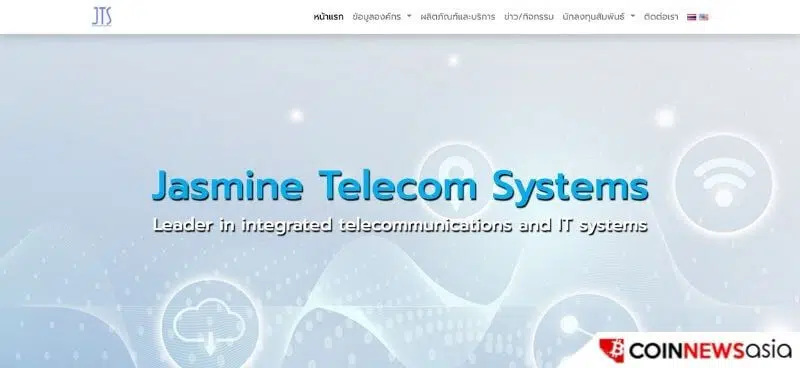 JTS
หน้าแรก ข้อมูลองค์กร ผลิตภัณฑ์และบริการ ข่าว/กิจกรรม นักลงทุนสัมพันธ์ ติดต่อเรา
Jasmine Telecom Systems
Leader in integrated telecommunications and IT systems
COINNEWSasia